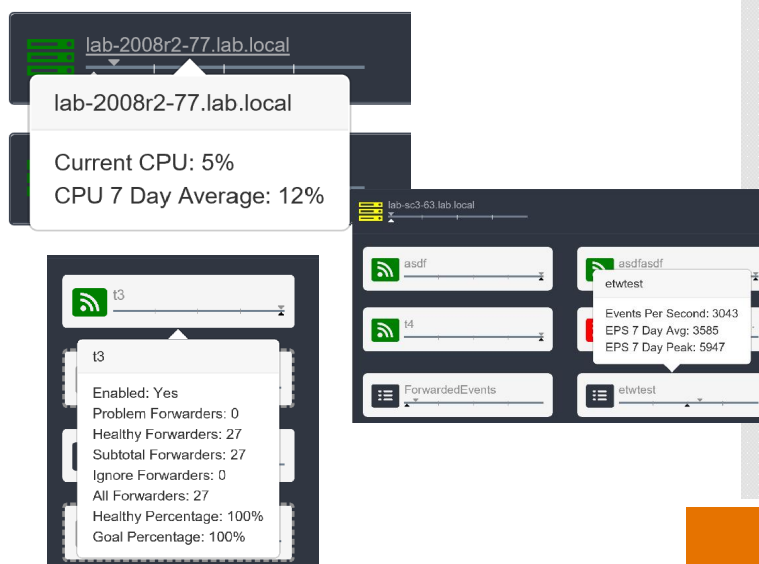 lab-2008r2-77.lab.local
lab-2008r2-77.lab.local
Current CPU: 5%
CPU 7 Day Average: 12%
lab-sc3-63.lab.local
asdf
asdfasdf
etwtest
Events Per Second: 3043
EPS 7 Day Avg: 3585
EPS 7 Day Peak: 5947
t4
ForwardedEvents
etwtest
t3
t3
Enabled: Yes
Problem Forwarders: 0
Healthy Forwarders: 27
Subtotal Forwarders: 27
Ignore Forwarders: 0
All Forwarders: 27
Healthy Percentage: 100%
Goal Percentage: 100%